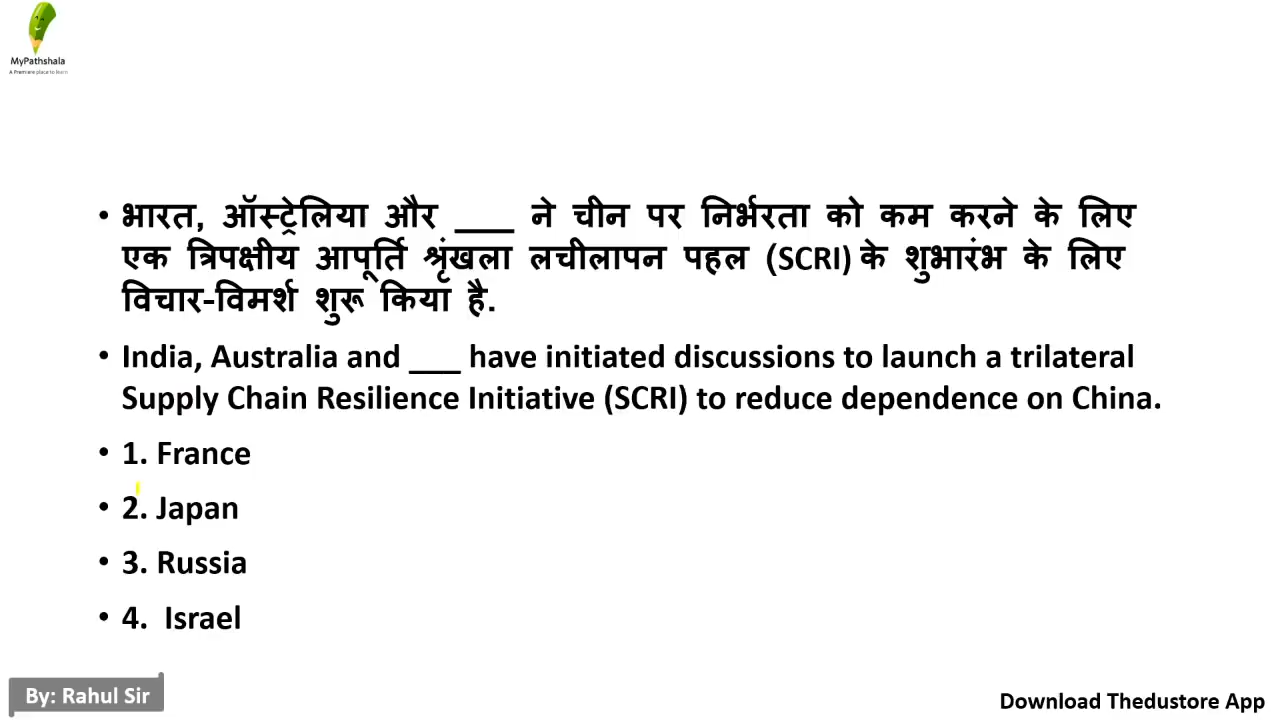 MyPathshala
A Premiere place to learn
• भारत, ऑस्ट्रेलिया और ___ ने चीन पर निर्भरता को कम करने के लिए
एक त्रिपक्षीय आपूर्ति श्रृंखला लचीलापन पहल (SCRI) के शुभारंभ के लिए
विचार-विमर्श शुरू किया है.
• India, Australia and ___ have initiated discussions to launch a trilateral
Supply Chain Resilience Initiative (SCRI) to reduce dependence on China.
• 1. France
• 2. Japan
• 3. Russia
• 4. Israel
By: Rahul Sir
Download Thedustore App